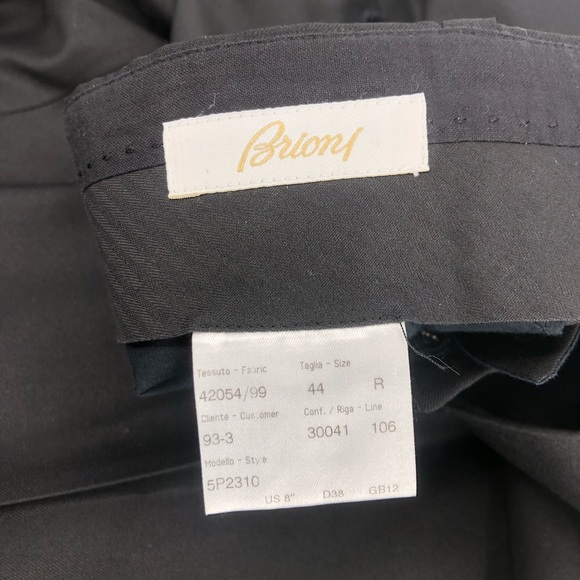 Brioni
Tessuto - Fabric Taglia - Size
42054/99 44 R
Cliente - Customer Conf. / Riga - Line
93-3 30041 106
Modello - Style
5P2310
US 8" D38 GB12